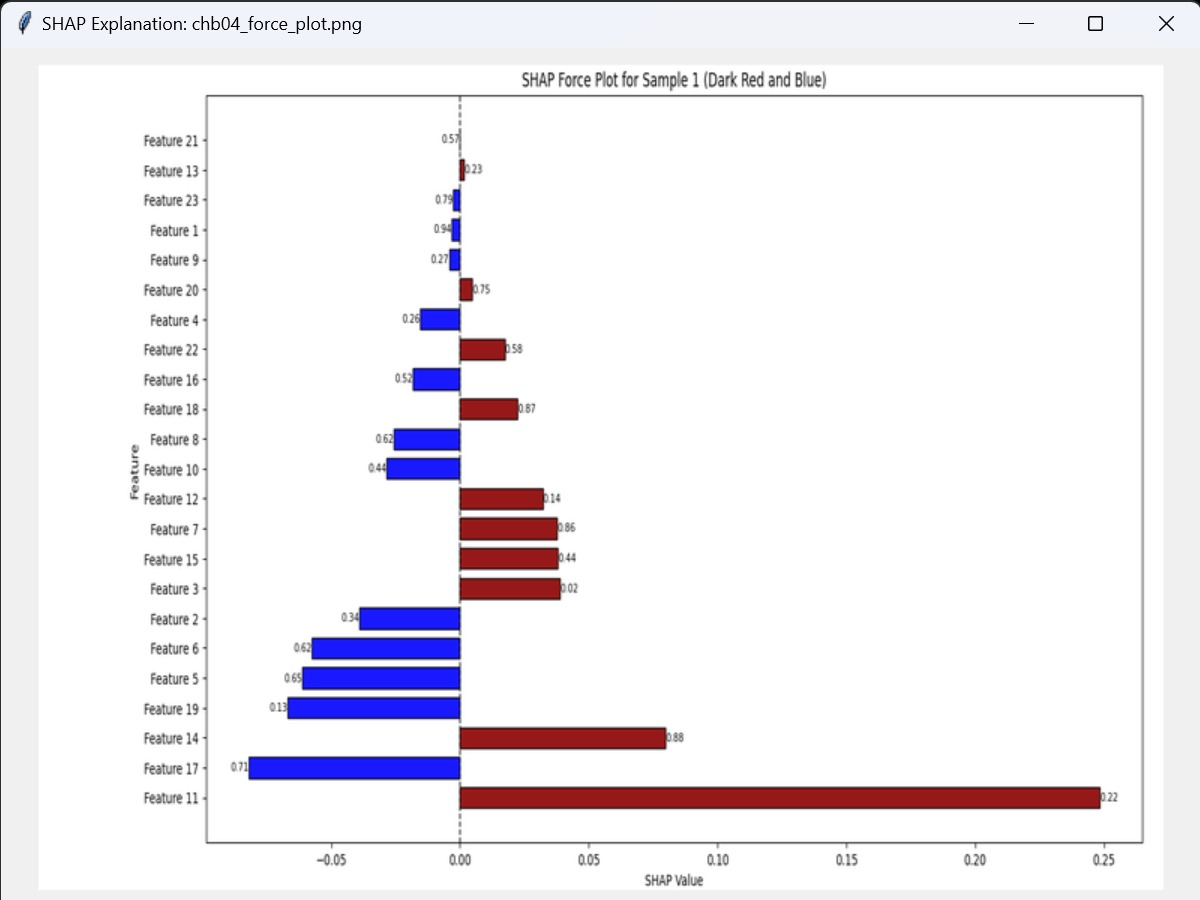 SHAP Explanation: chb04_force_plot.png
SHAP Force Plot for Sample 1 (Dark Red and Blue)
Feature 21 0.57
Feature 13 0.23
Feature 23 0.79
Feature 1 0.94
Feature 9 0.27
Feature 20 0.75
Feature 4 0.26
Feature 22 0.58
Feature 16 0.52
Feature 18 0.87
Feature 8 0.62
Feature 10 0.44
Feature
Feature 12 0.14
Feature 7 0.86
Feature 15 0.44
Feature 3 0.02
Feature 2 0.34
Feature 6 0.62
Feature 5 0.65
Feature 19 0.13
Feature 14 0.88
Feature 17 0.71
Feature 11 0.22
−0.05 0.00 0.05 0.10 0.15 0.20 0.25
SHAP Value